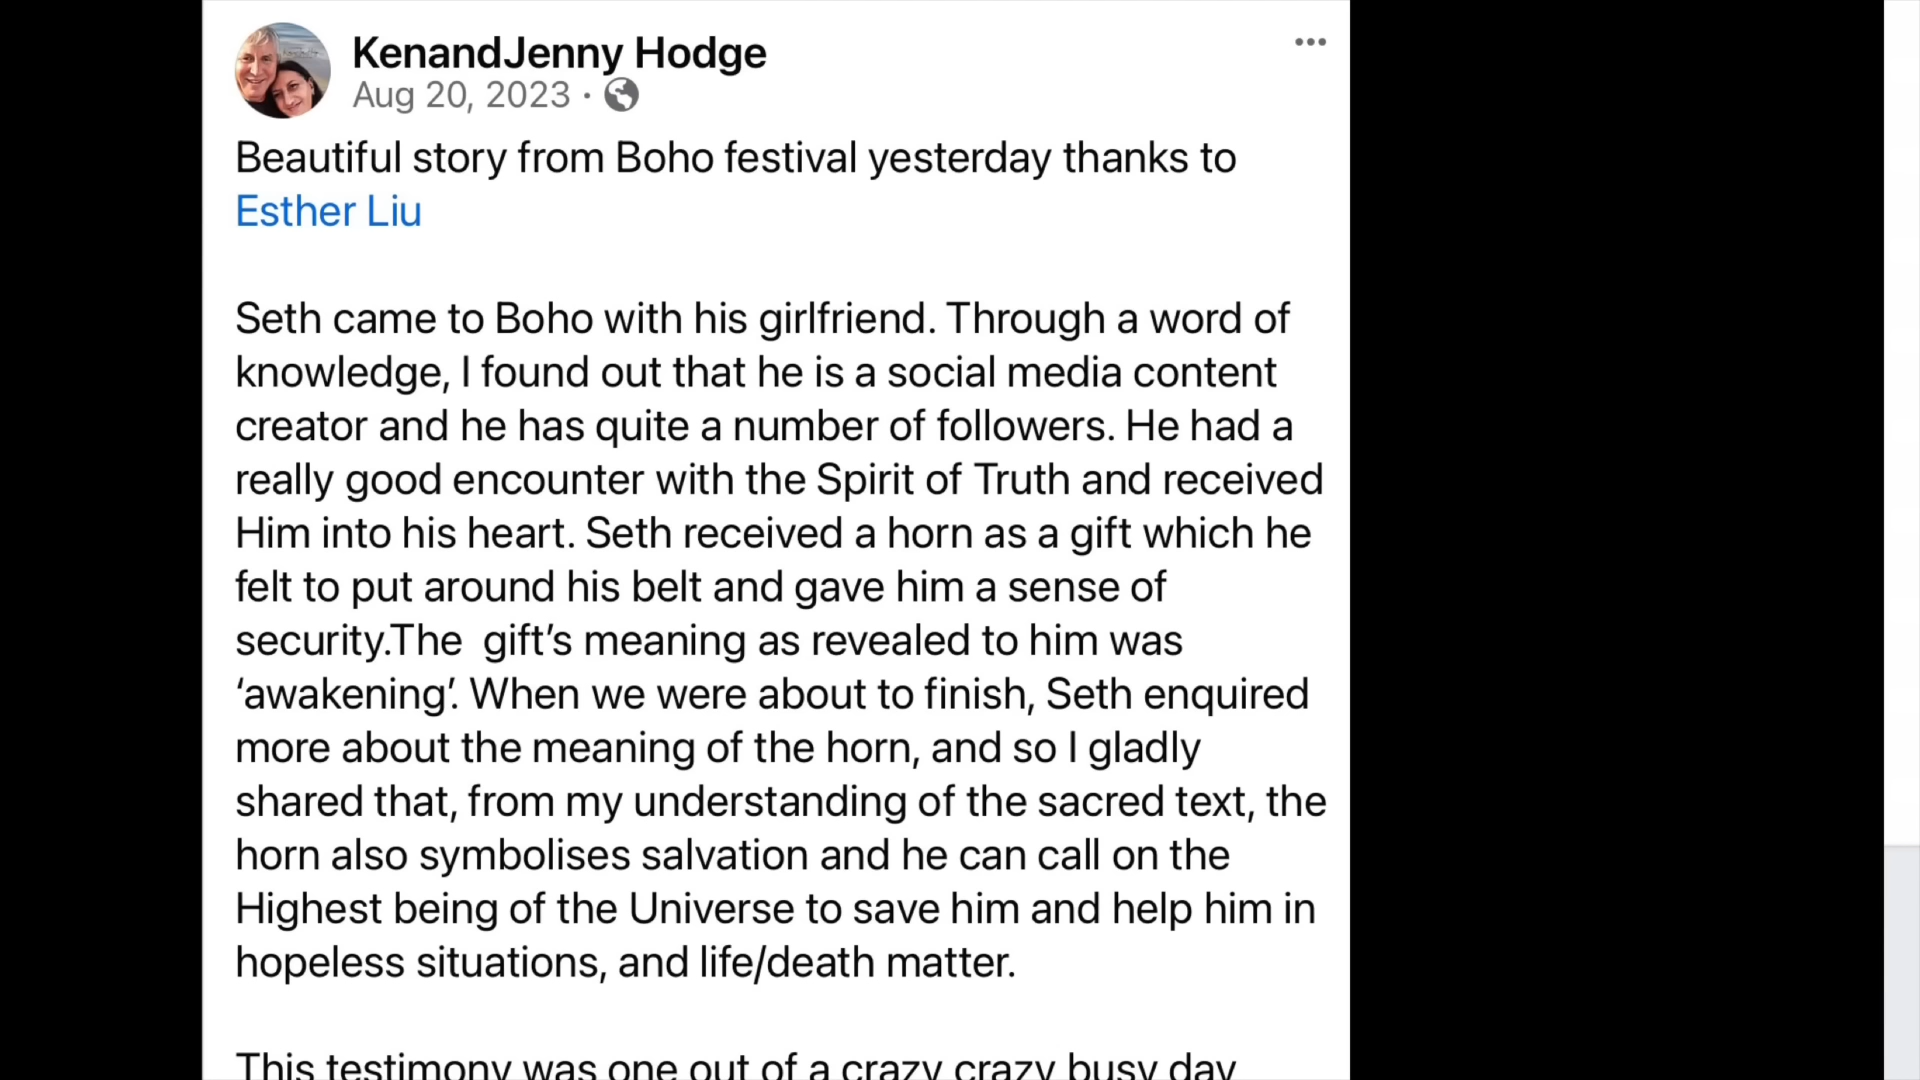 KenandJenny Hodge
Aug 20, 2023 ·
Beautiful story from Boho festival yesterday thanks to
Esther Liu
Seth came to Boho with his girlfriend. Through a word of
knowledge, I found out that he is a social media content
creator and he has quite a number of followers. He had a
really good encounter with the Spirit of Truth and received
Him into his heart. Seth received a horn as a gift which he
felt to put around his belt and gave him a sense of
security.The  gift’s meaning as revealed to him was
‘awakening’. When we were about to finish, Seth enquired
more about the meaning of the horn, and so I gladly
shared that, from my understanding of the sacred text, the
horn also symbolises salvation and he can call on the
Highest being of the Universe to save him and help him in
hopeless situations, and life/death matter.
This testimony was one out of a crazy crazy busy day